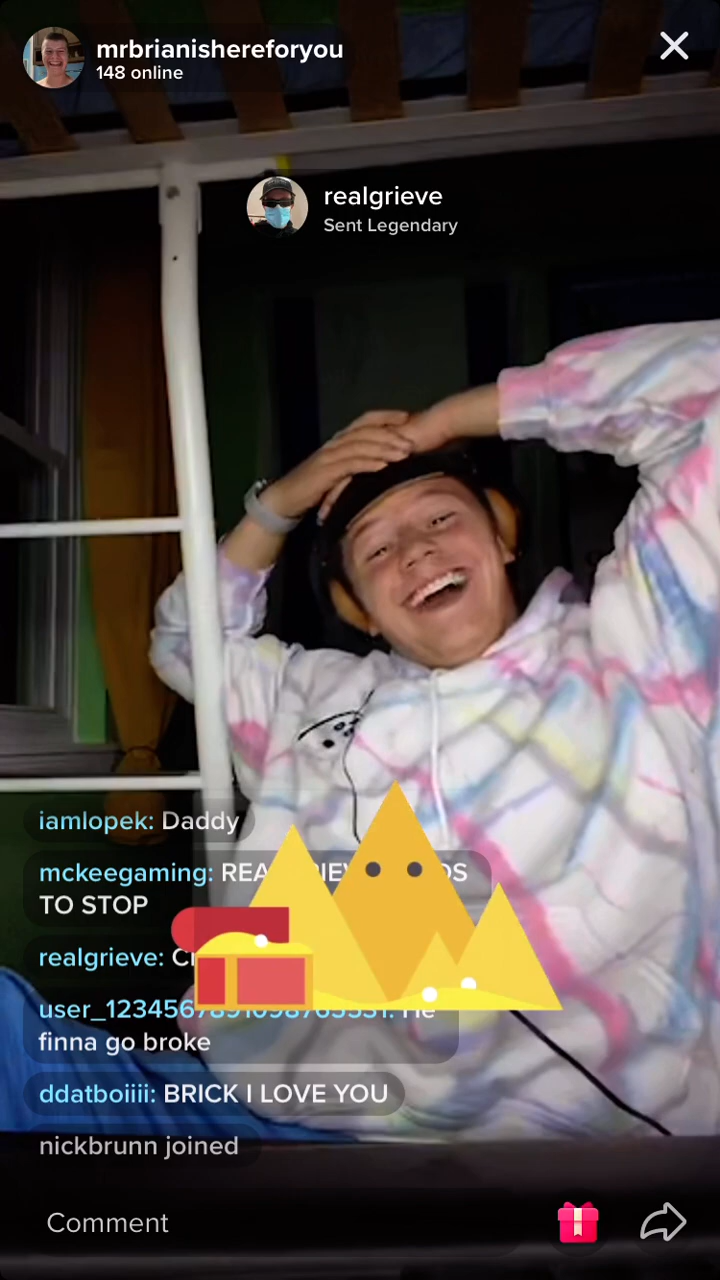 mrbrianishereforyou
148 online
realgrieve
Sent Legendary
iamlopek: Daddy
mckeegaming:
TO STOP
realgrieve:
finna go broke
ddatboiiii: BRICK I LOVE YOU
nickbrunn joined
Comment